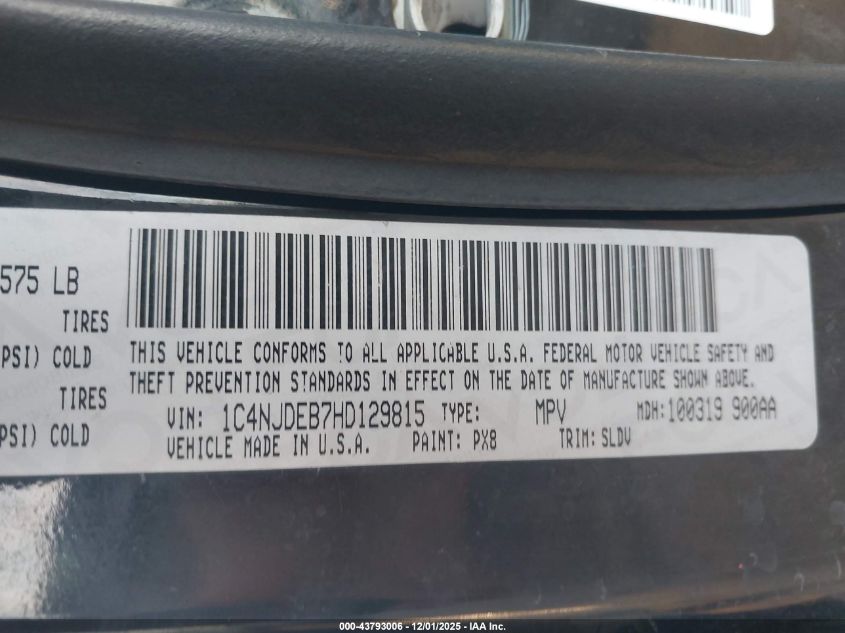 575 LB
TIRES
PSI) COLD
TIRES
PSI) COLD
THIS VEHICLE CONFORMS TO ALL APPLICABLE U.S.A. FEDERAL MOTOR VEHICLE SAFETY AND
THEFT PREVENTION STANDARDS IN EFFECT ON THE DATE OF MANUFACTURE SHOWN ABOVE.
VIN: 1C4NJDEB7HD129815 TYPE: MPV MDH:100319 900AA
VEHICLE MADE IN U.S.A. PAINT: PX8 TRIM: SLDV
000-43793006 - 12/01/2025 - IAA Inc.